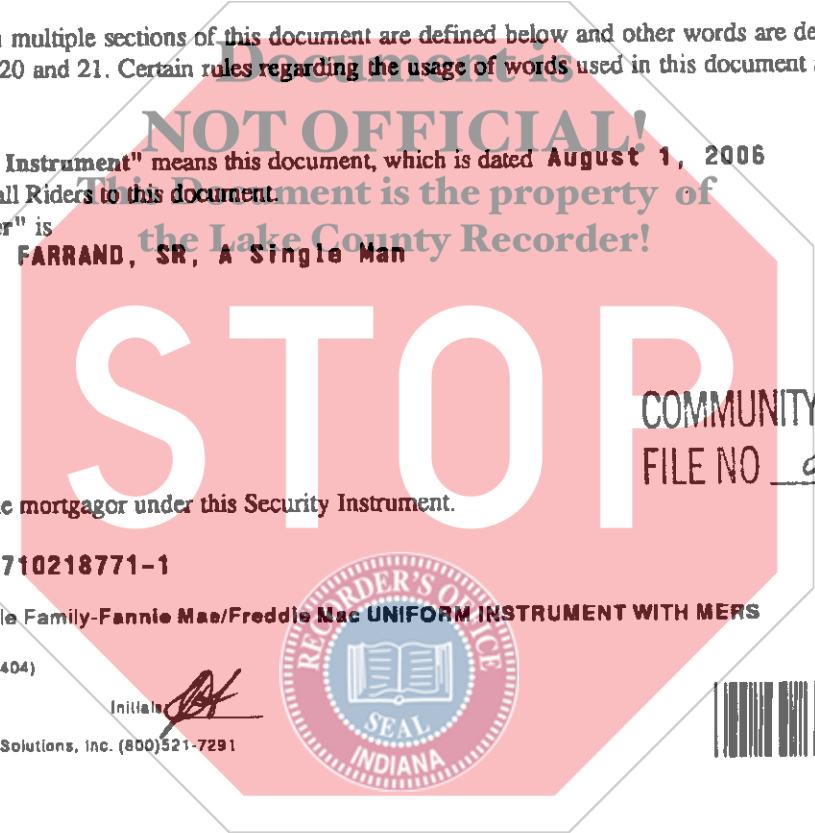 multiple sections of this document are defined below and other words are de
20 and 21. Certain rules regarding the usage of words used in this document
Document is
NOT OFFICIAL!
Instrument" means this document, which is dated August 1, 2006
all Riders to this document.
This Document is the property of
er" is
the Lake County Recorder!
FARRAND, SR, A Single Man
STOP
COMMUNITY
FILE NO
e mortgagor under this Security Instrument.
710218771-1
le Family-Fannie Mae/Freddie Mac UNIFORM INSTRUMENT WITH MERS
404)
Initials:
Solutions, Inc. (800)521-7291
RECORDER'S OFFICE
SEAL
INDIANA